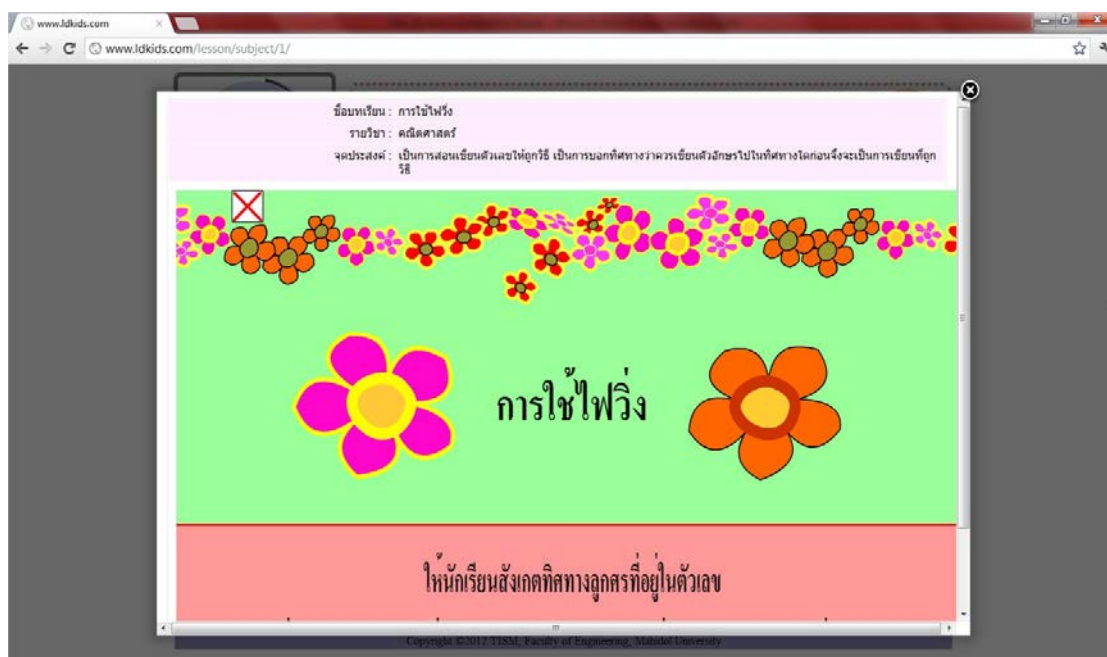 www.ldkids.com
www.ldkids.com/lesson/subject/1/
ชื่อบทเรียน : การใช้ไฟวิ่ง
รายวิชา : คณิตศาสตร์
จุดประสงค์ : เป็นการสอนเขียนตัวเลขให้ถูกวิธี เป็นการบอกทิศทางว่าควรเขียนตัวอักษรไปในทิศทางใดก่อนจึงจะเป็นการเขียนที่ถูก
วิธี
การใช้ไฟวิ่ง
ให้นักเรียนสังเกตทิศทางลูกศรที่อยู่ในตัวเลข
Copyright ©2012 TISM, Faculty of Engineering, Mahidol University